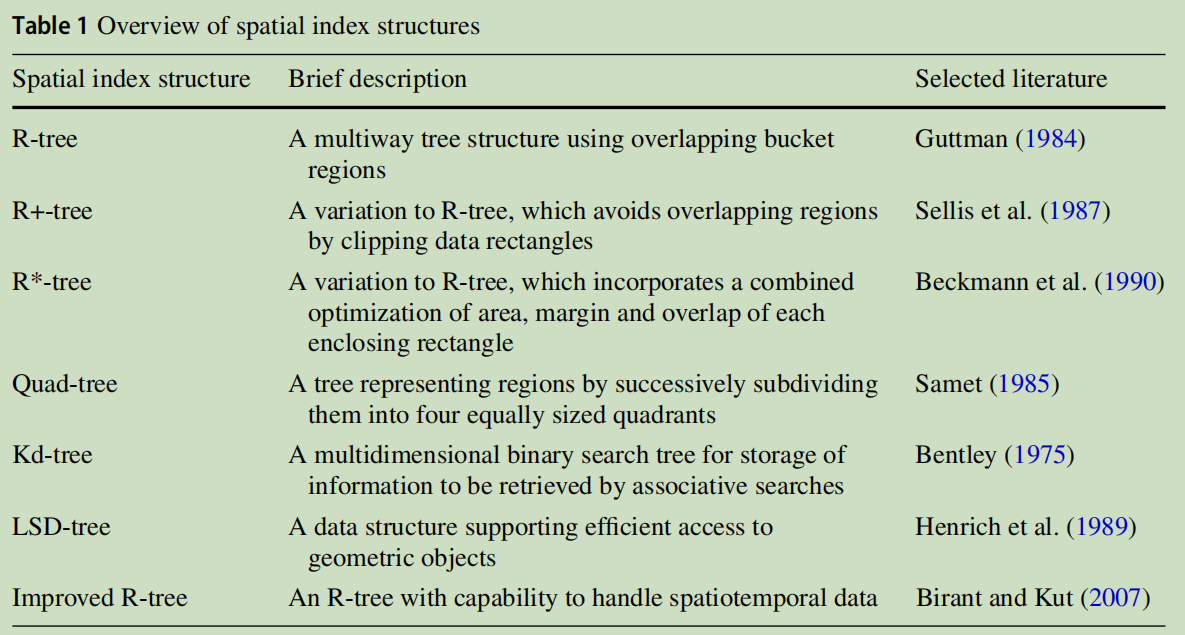 Table 1 Overview of spatial index structures
Spatial index structure Brief description Selected literature
R-tree A multiway tree structure using overlapping bucket Guttman (1984)
regions
R+-tree A variation to R-tree, which avoids overlapping regions Sellis et al. (1987)
by clipping data rectangles
R*-tree A variation to R-tree, which incorporates a combined Beckmann et al. (1990)
optimization of area, margin and overlap of each
enclosing rectangle
Quad-tree A tree representing regions by successively subdividing Samet (1985)
them into four equally sized quadrants
Kd-tree A multidimensional binary search tree for storage of Bentley (1975)
information to be retrieved by associative searches
LSD-tree A data structure supporting efficient access to Henrich et al. (1989)
geometric objects
Improved R-tree An R-tree with capability to handle spatiotemporal data Birant and Kut (2007)